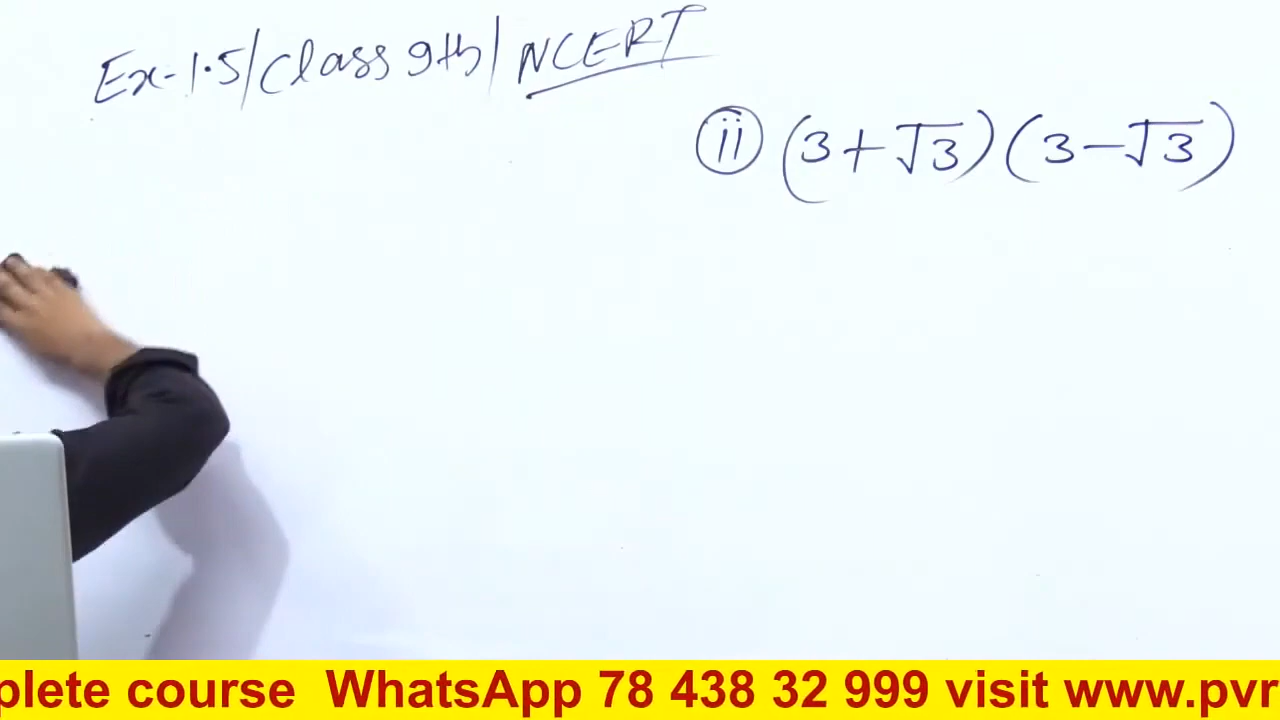 Ex-1.5/Class 9th/NCERT
ii (3+√3)(3-√3)
plete course WhatsApp 78 438 32 999 visit www.pvr